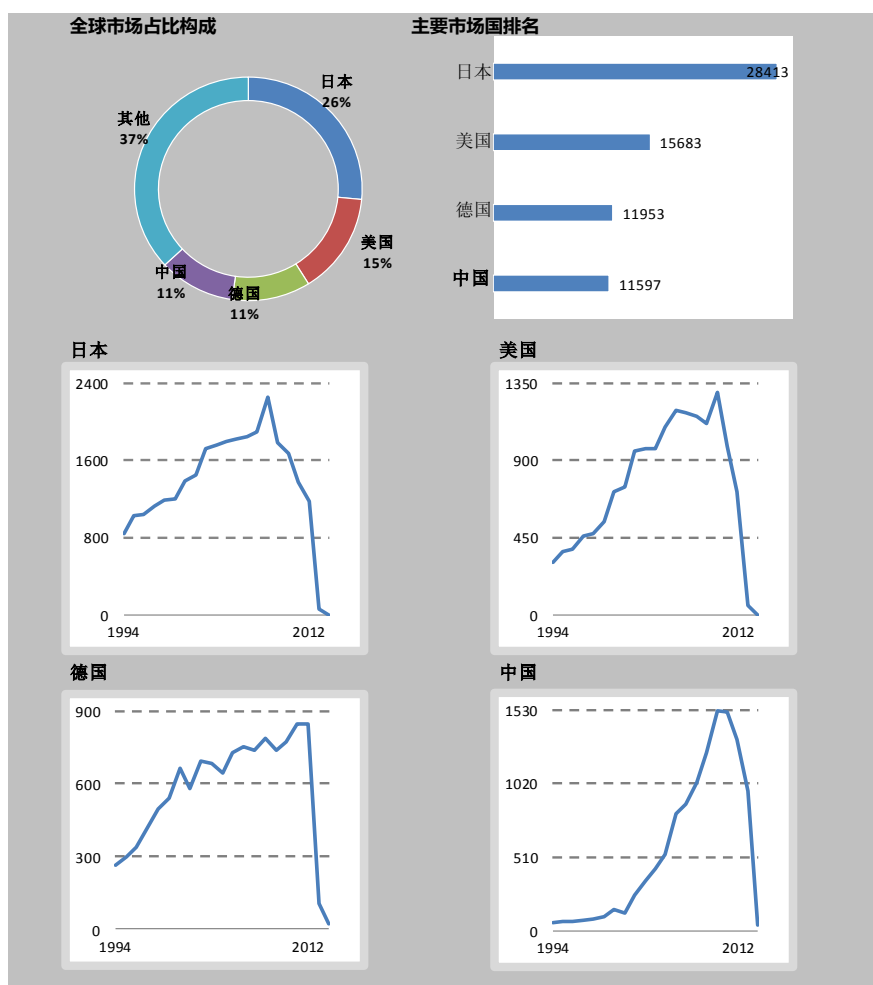 全球市场占比构成
主要市场国排名
日本
26%
其他
37%
美国
15%
中国
11%
德国
11%
日本
28413
美国
15683
德国
11953
中国
11597
日本
2400
1600
800
0
1994
2012
美国
1350
900
450
0
1994
2012
德国
900
600
300
0
1994
2012
中国
1530
1020
510
0
1994
2012